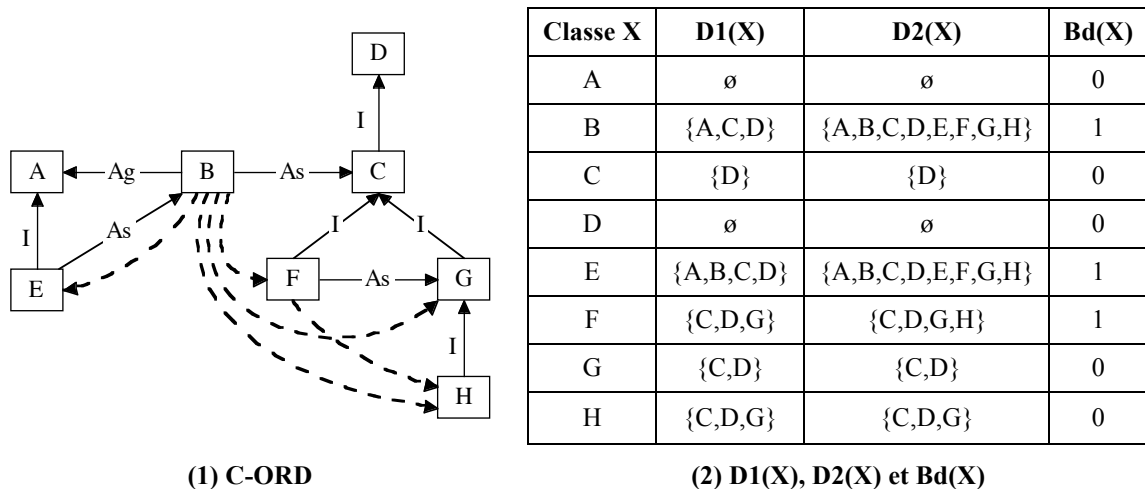 Classe X D1(X) D2(X) Bd(X)
A ø ø 0
B {A,C,D} {A,B,C,D,E,F,G,H} 1
C {D} {D} 0
D ø ø 0
E {A,B,C,D} {A,B,C,D,E,F,G,H} 1
F {C,D,G} {C,D,G,H} 1
G {C,D} {C,D} 0
H {C,D,G} {C,D,G} 0
D
I
A Ag B As C
I As I I
E F As G
I
H
(1) C-ORD
(2) D1(X), D2(X) et Bd(X)